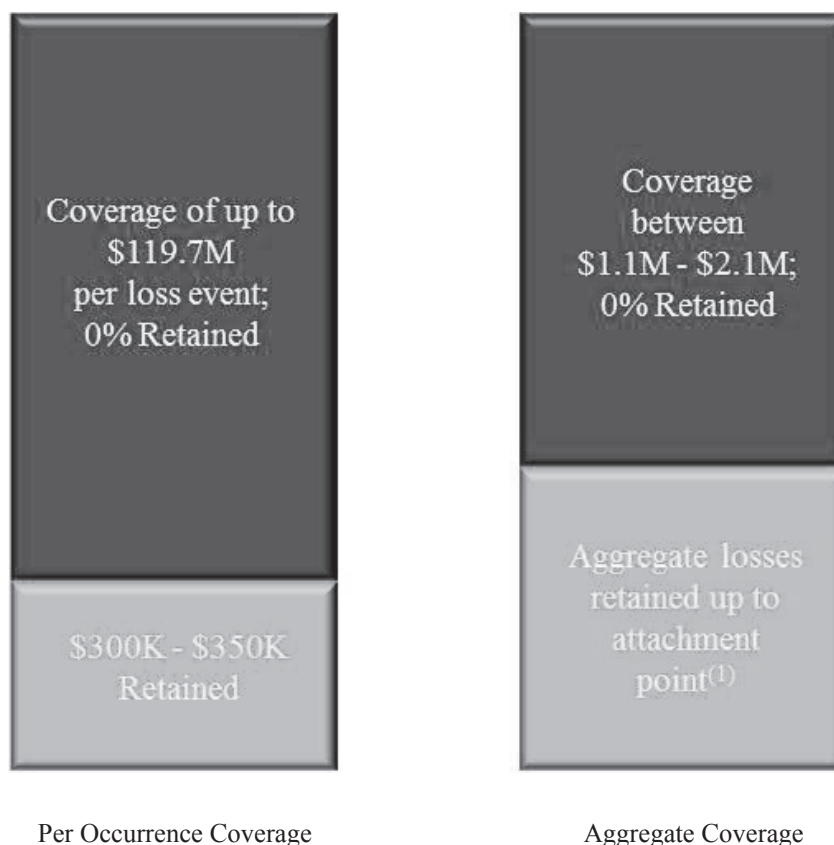 Coverage of up to
$119.7M
per loss event;
0% Retained
$300K - $350K
Retained
Per Occurrence Coverage
Coverage
between
$1.1M - $2.1M;
0% Retained
Aggregate losses
retained up to
attachment
point(1)
Aggregate Coverage